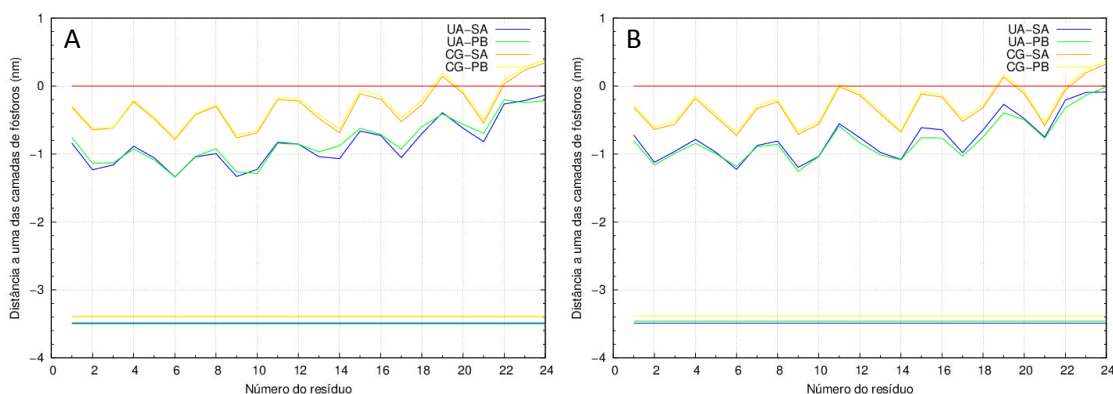 A
UA−SA
UA−PB
CG−SA
CG−PB
Distância a uma das camadas de fósforos (nm)
1
0
−1
−2
−3
−4
0 2 4 6 8 10 12 14 16 18 20 22 24
Número do resíduo
B
UA−SA
UA−PB
CG−SA
CG−PB
Distância a uma das camadas de fósforos (nm)
1
0
−1
−2
−3
−4
0 2 4 6 8 10 12 14 16 18 20 22 24
Número do resíduo